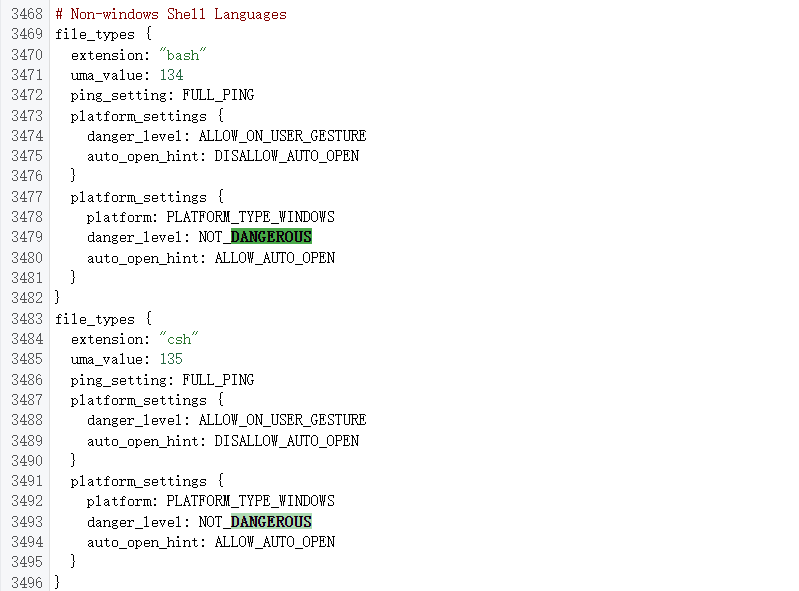 3468 # Non-windows Shell Languages
3469 file_types {
3470   extension: "bash"
3471   uma_value: 134
3472   ping_setting: FULL_PING
3473   platform_settings {
3474     danger_level: ALLOW_ON_USER_GESTURE
3475     auto_open_hint: DISALLOW_AUTO_OPEN
3476   }
3477   platform_settings {
3478     platform: PLATFORM_TYPE_WINDOWS
3479     danger_level: NOT_DANGEROUS
3480     auto_open_hint: ALLOW_AUTO_OPEN
3481   }
3482 }
3483 file_types {
3484   extension: "csh"
3485   uma_value: 135
3486   ping_setting: FULL_PING
3487   platform_settings {
3488     danger_level: ALLOW_ON_USER_GESTURE
3489     auto_open_hint: DISALLOW_AUTO_OPEN
3490   }
3491   platform_settings {
3492     platform: PLATFORM_TYPE_WINDOWS
3493     danger_level: NOT_DANGEROUS
3494     auto_open_hint: ALLOW_AUTO_OPEN
3495   }
3496 }